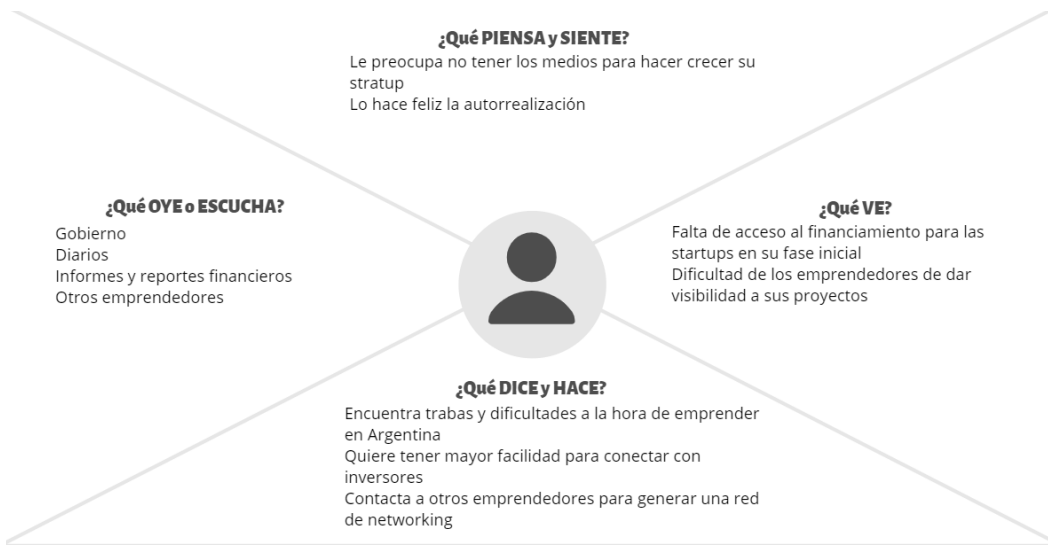 ¿Qué PIENSA y SIENTE?
Le preocupa no tener los medios para hacer crecer su
stratup
Lo hace feliz la autorrealización
¿Qué OYE o ESCUCHA?
Gobierno
Diarios
Informes y reportes financieros
Otros emprendedores
¿Qué VE?
Falta de acceso al financiamiento para las
startups en su fase inicial
Dificultad de los emprendedores de dar
visibilidad a sus proyectos
¿Qué DICE y HACE?
Encuentra trabas y dificultades a la hora de emprender
en Argentina
Quiere tener mayor facilidad para conectar con
inversores
Contacta a otros emprendedores para generar una red
de networking